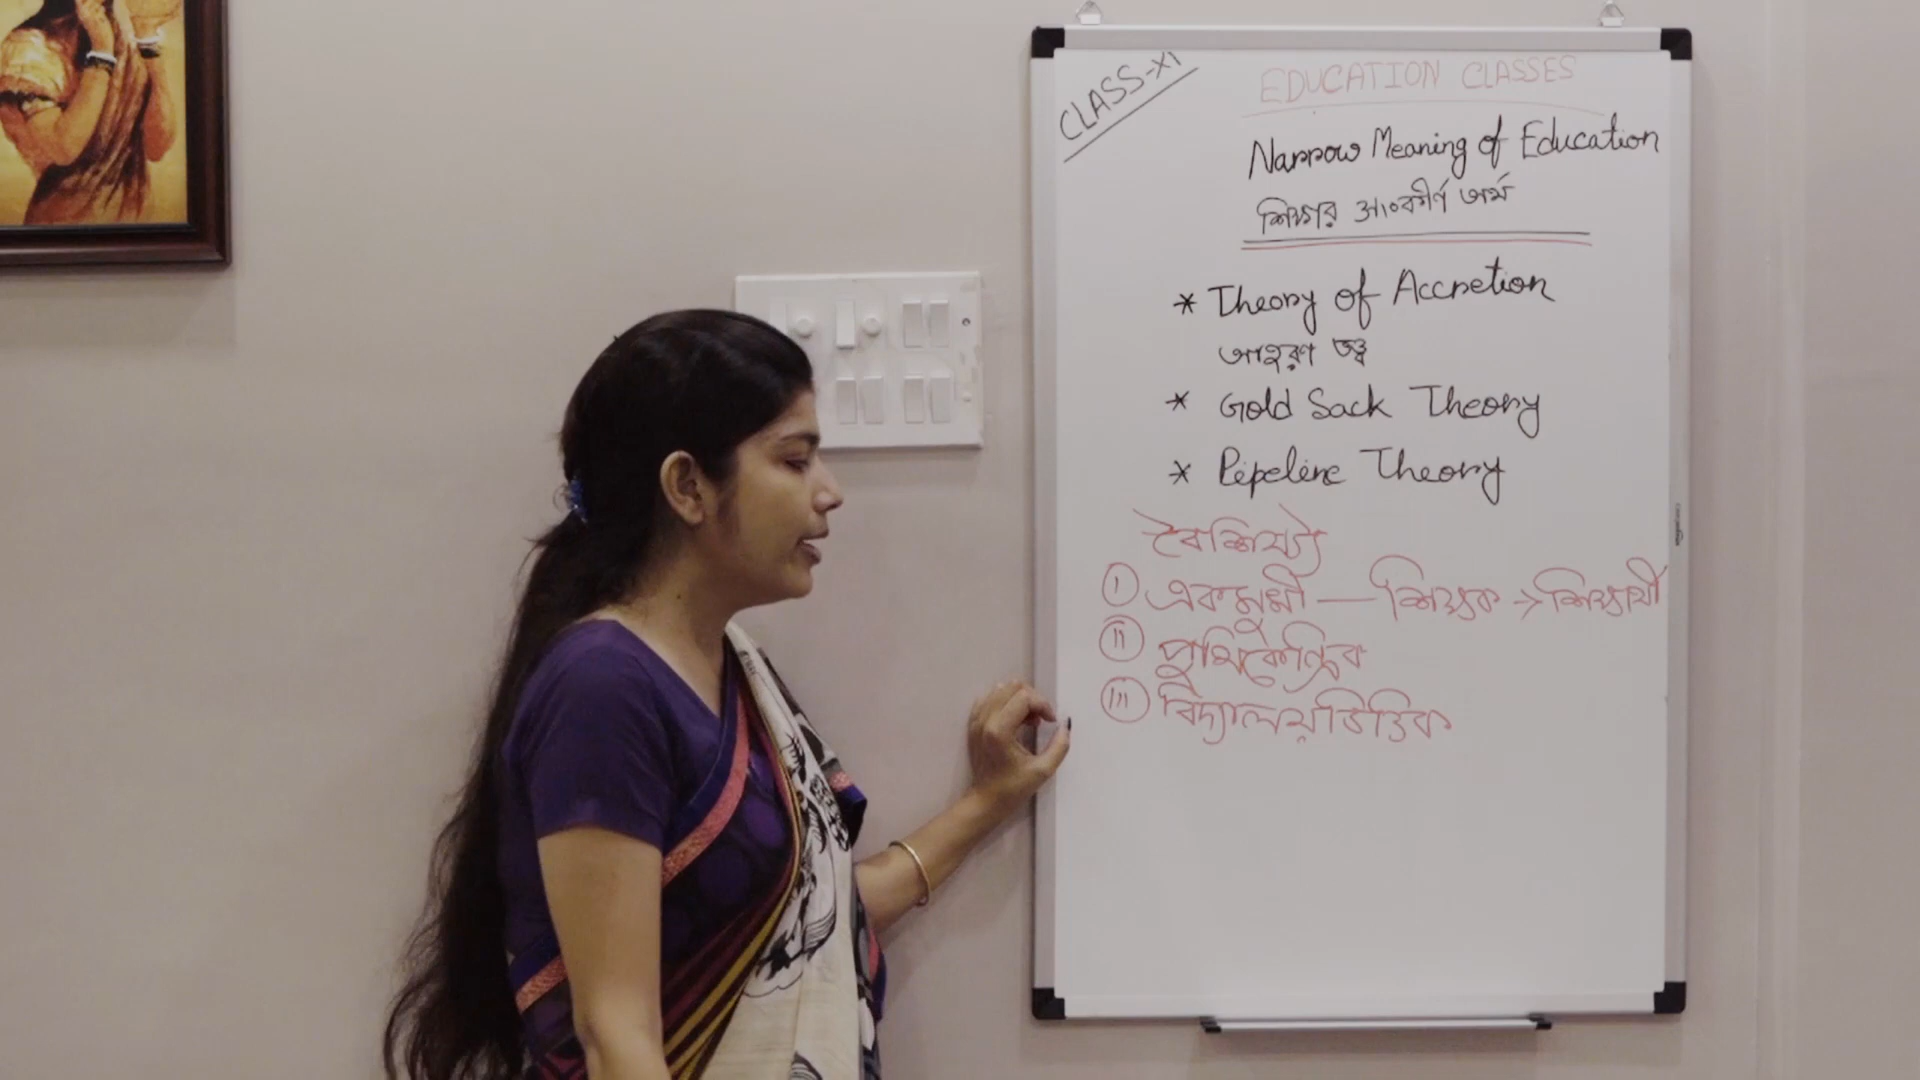 CLASS-XI
EDUCATION CLASSES
Narrow Meaning of Education
শিক্ষার সংকীর্ণ অর্থ
* Theory of Accretion
আহরণ তত্ত্ব
* Gold Sack Theory
* Pipeline Theory
বৈশিষ্ট্য
i একমুখী — শিক্ষক → শিক্ষার্থী
ii পুথিকেন্দ্রিক
iii বিদ্যালয়ভিত্তিক